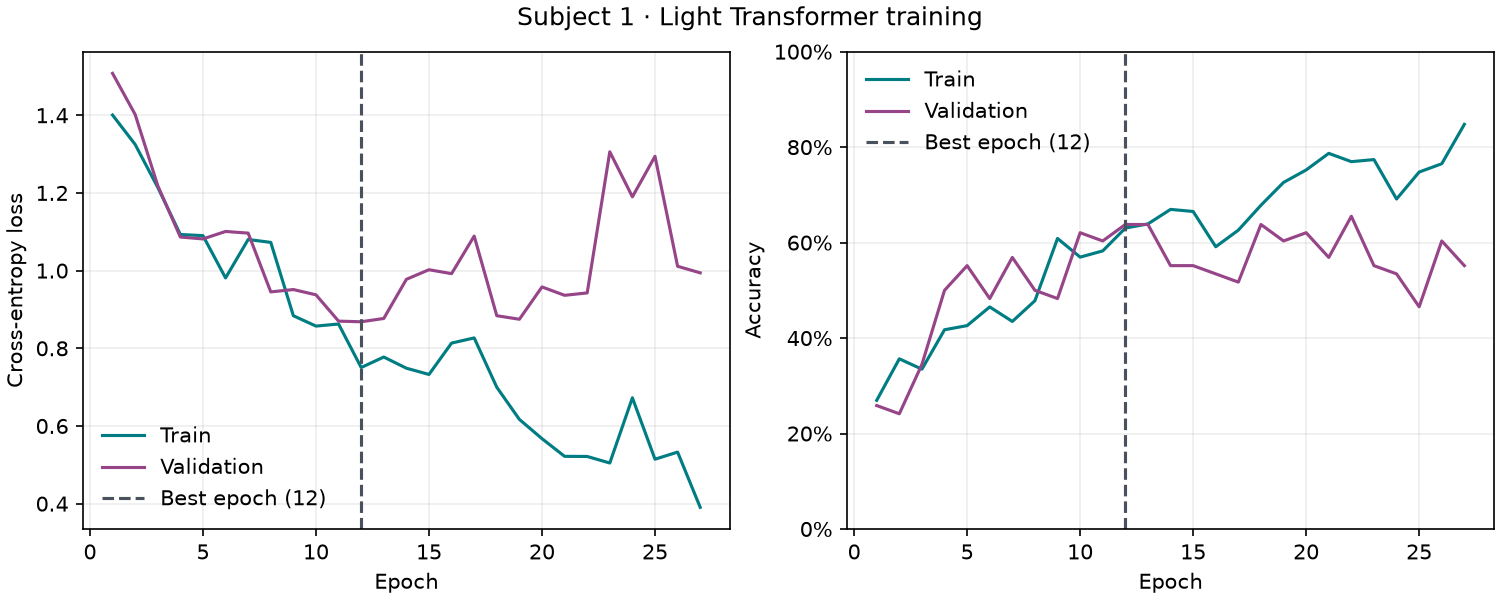 Subject 1 · Light Transformer training
Cross-entropy loss
1.4
1.2
1.0
0.8
0.6
0.4
Train
Validation
Best epoch (12)
0 5 10 15 20 25
Epoch
Accuracy
100%
80%
60%
40%
20%
0%
Train
Validation
Best epoch (12)
0 5 10 15 20 25
Epoch